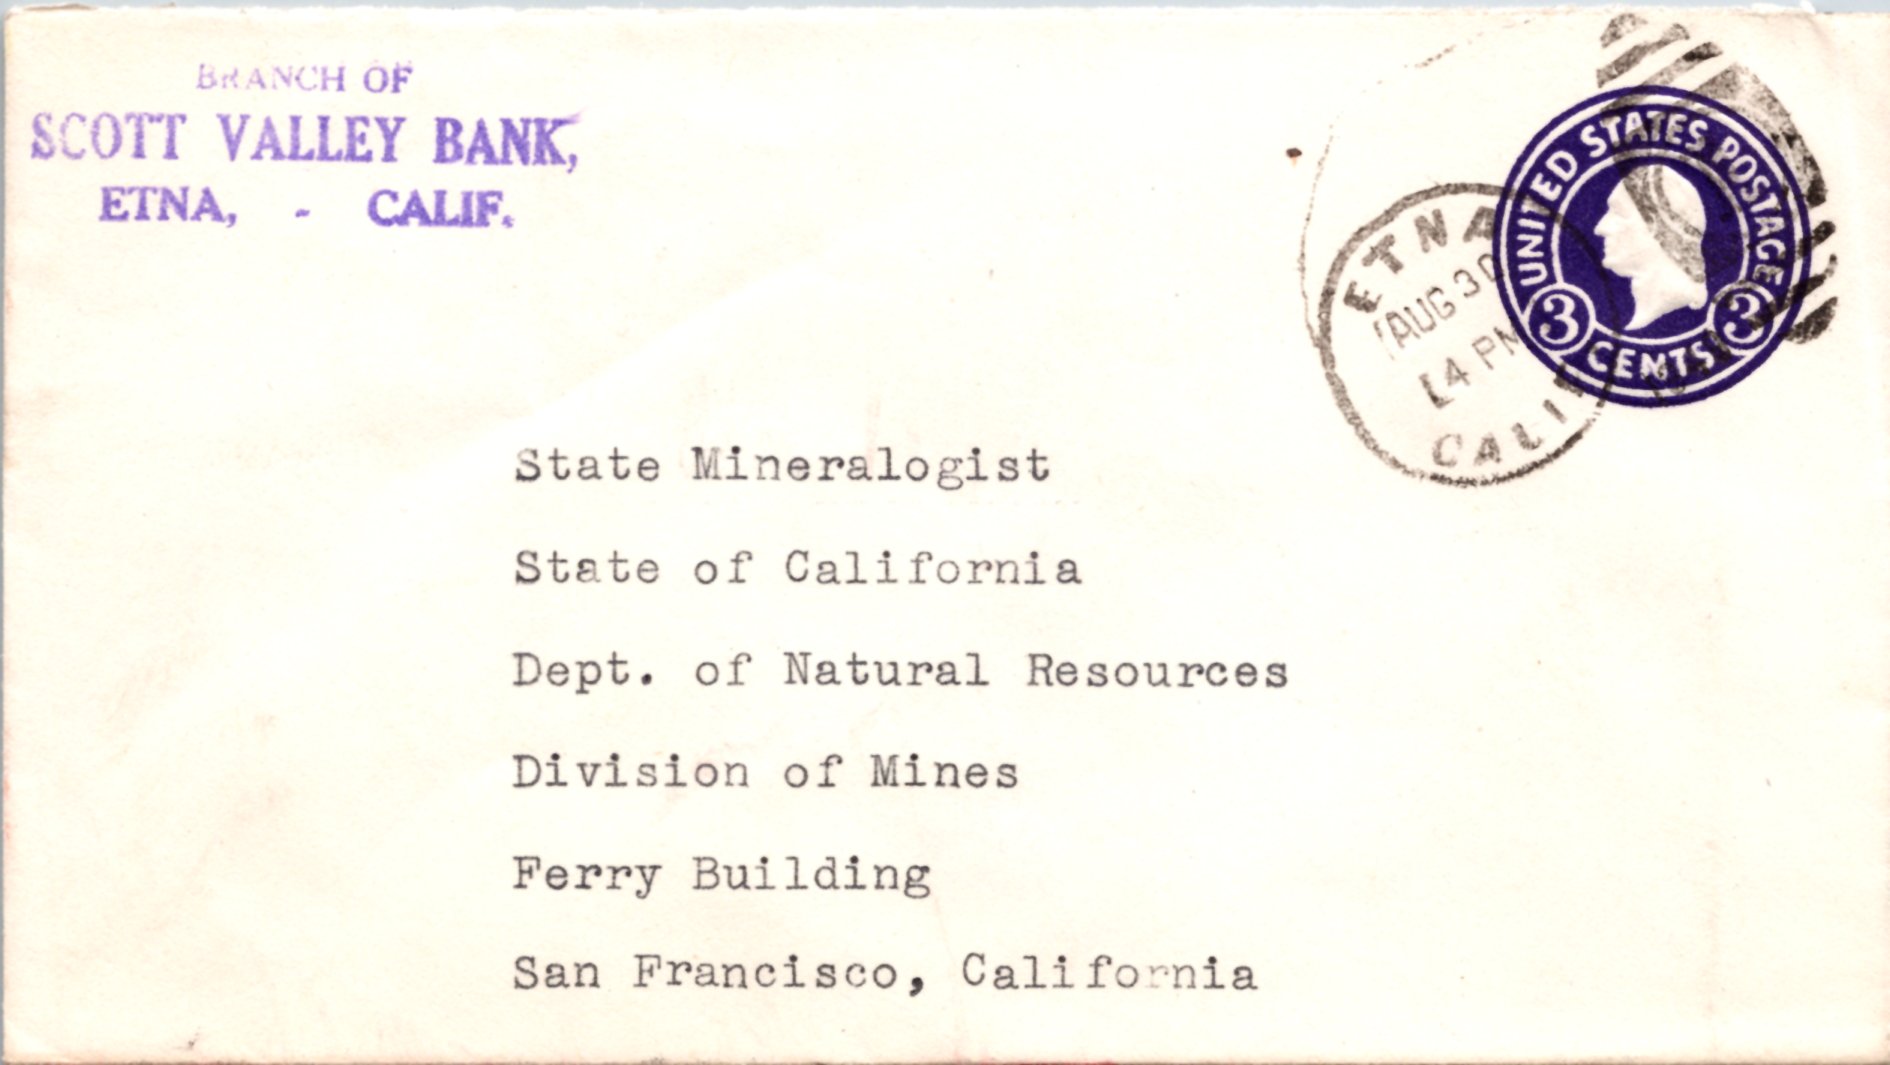 BRANCH OF
SCOTT VALLEY BANK,
ETNA, - CALIF.
UNITED STATES POSTAGE
3 CENTS 3
ETNA
AUG 30
4 PM
CALIF
State Mineralogist
State of California
Dept. of Natural Resources
Division of Mines
Ferry Building
San Francisco, California